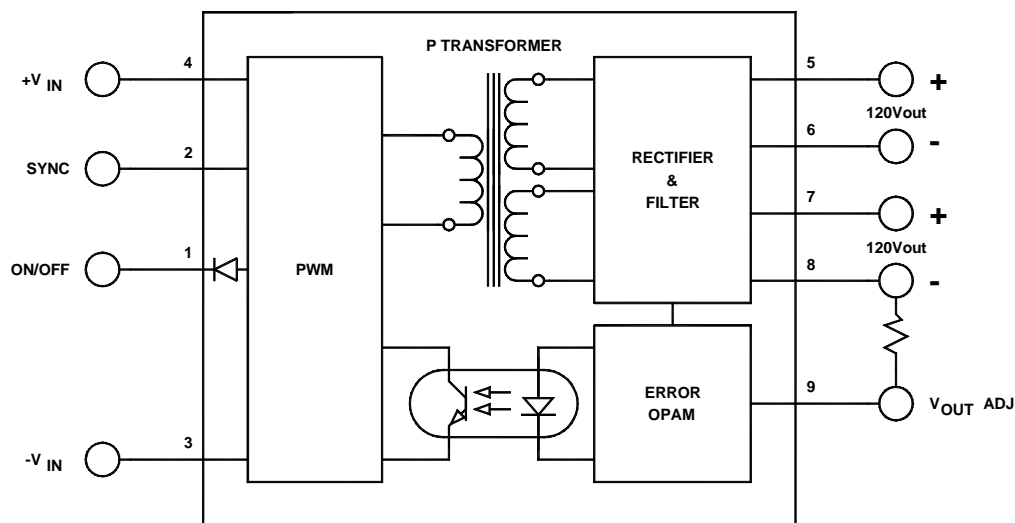 P TRANSFORMER
4
+V IN
2
SYNC
1
ON/OFF
3
-V IN
PWM
RECTIFIER
&
FILTER
ERROR
OPAM
5
+
120Vout
6
-
7
+
120Vout
8
-
9
VOUT ADJ